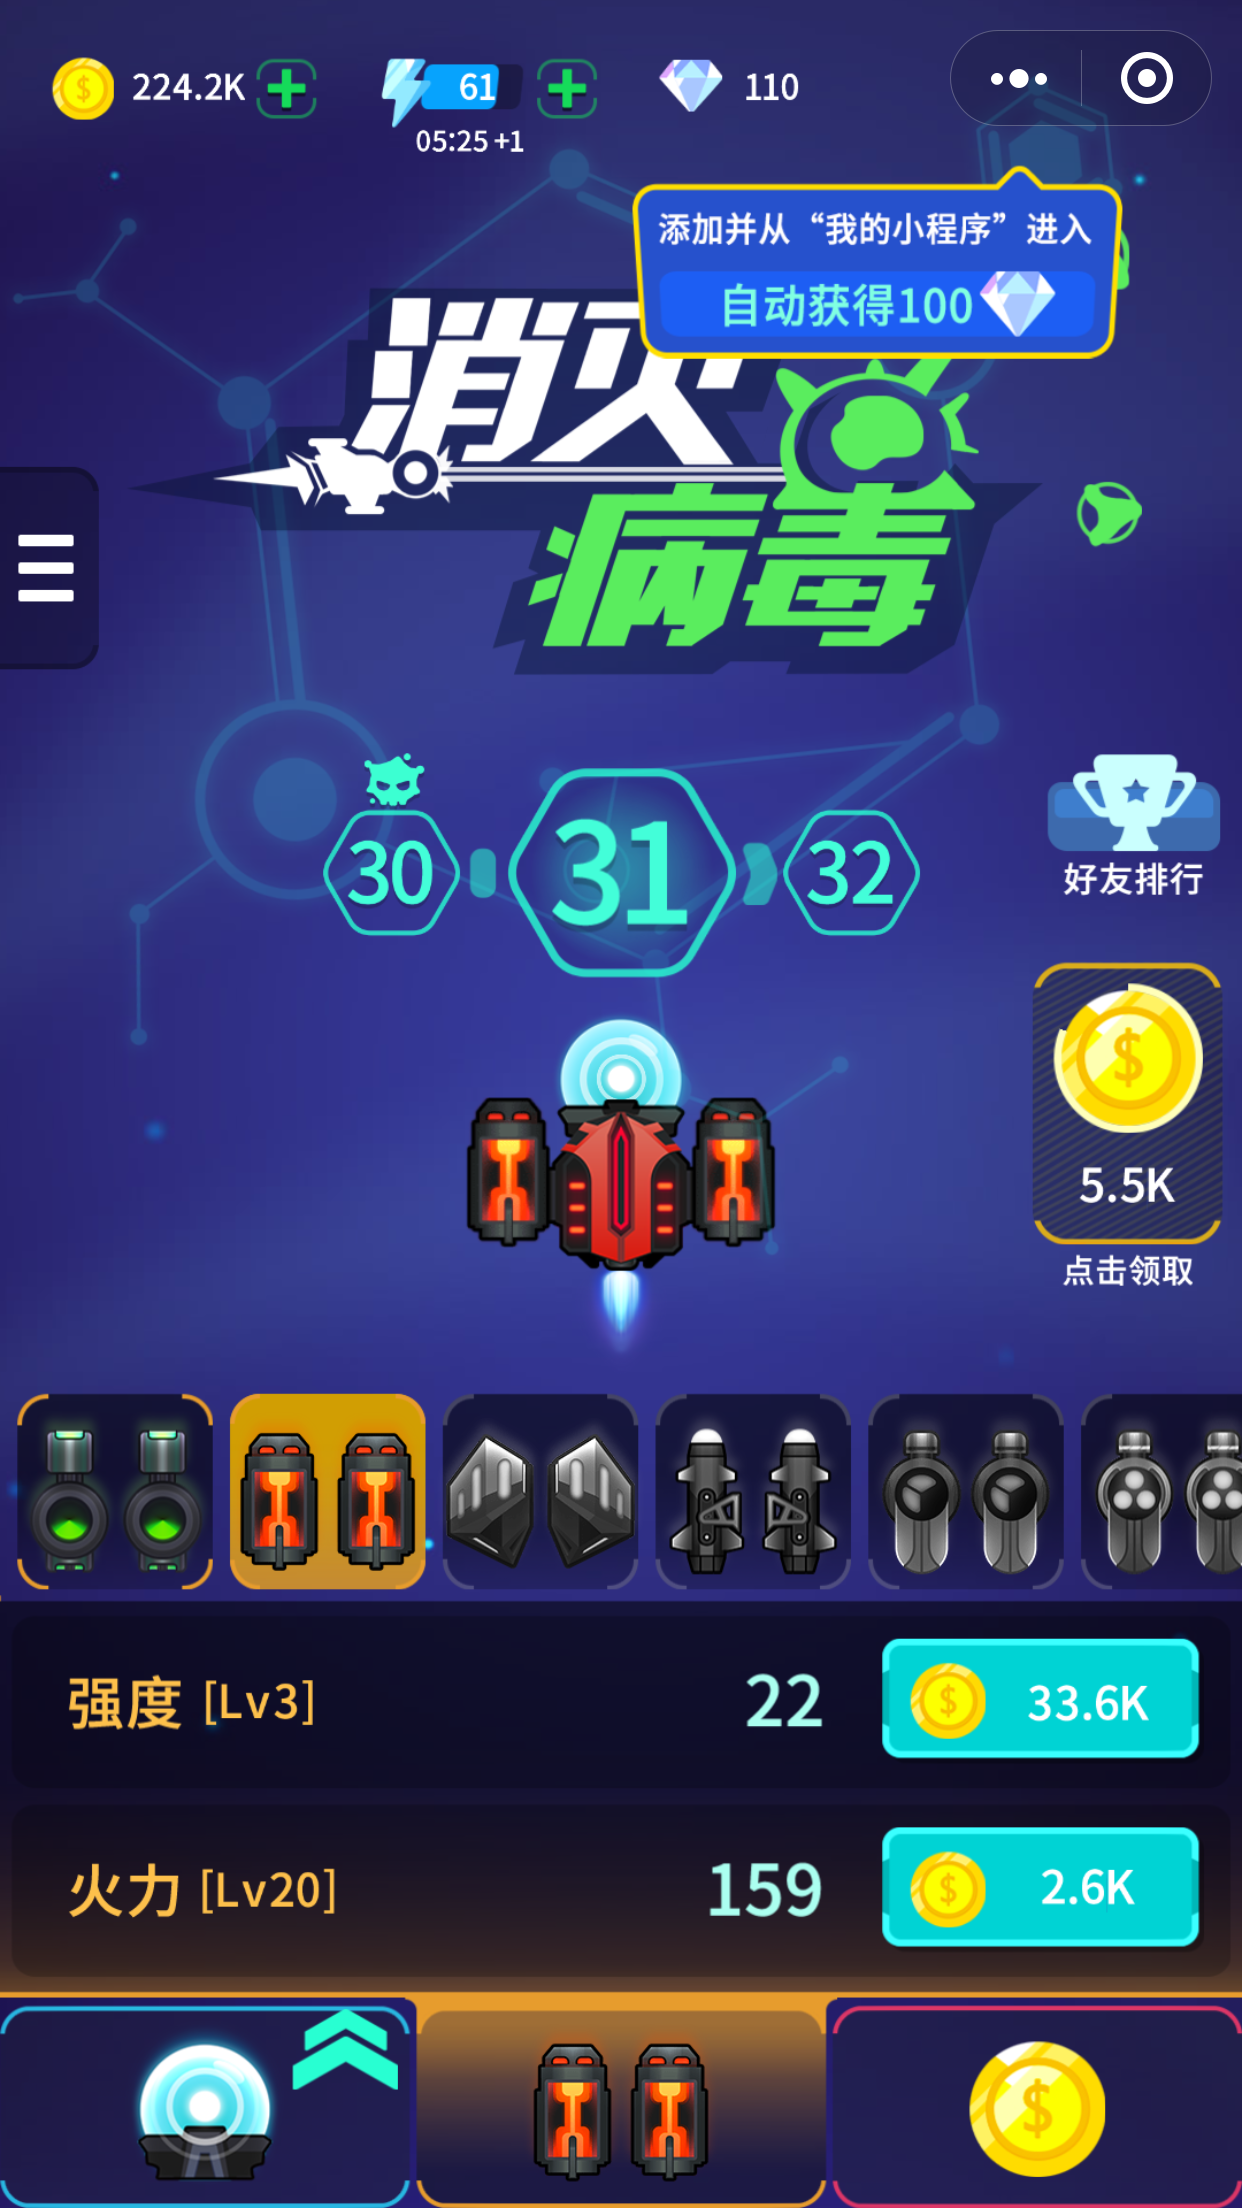 224.2K
61
05:25 +1
110
添加并从“我的小程序”进入
自动获得100
消灭
病毒
30
31
32
好友排行
5.5K
点击领取
强度 [Lv3]
22
33.6K
火力 [Lv20]
159
2.6K